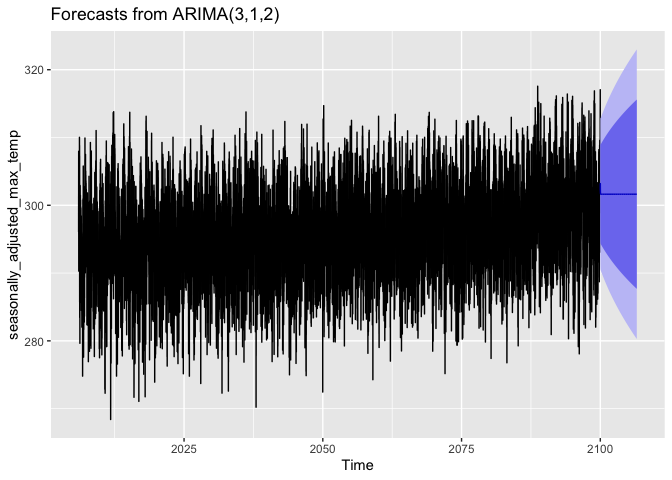 Forecasts from ARIMA(3,1,2)
320
300
280
seasonally_adjusted_max_temp
2025 2050 2075 2100
Time